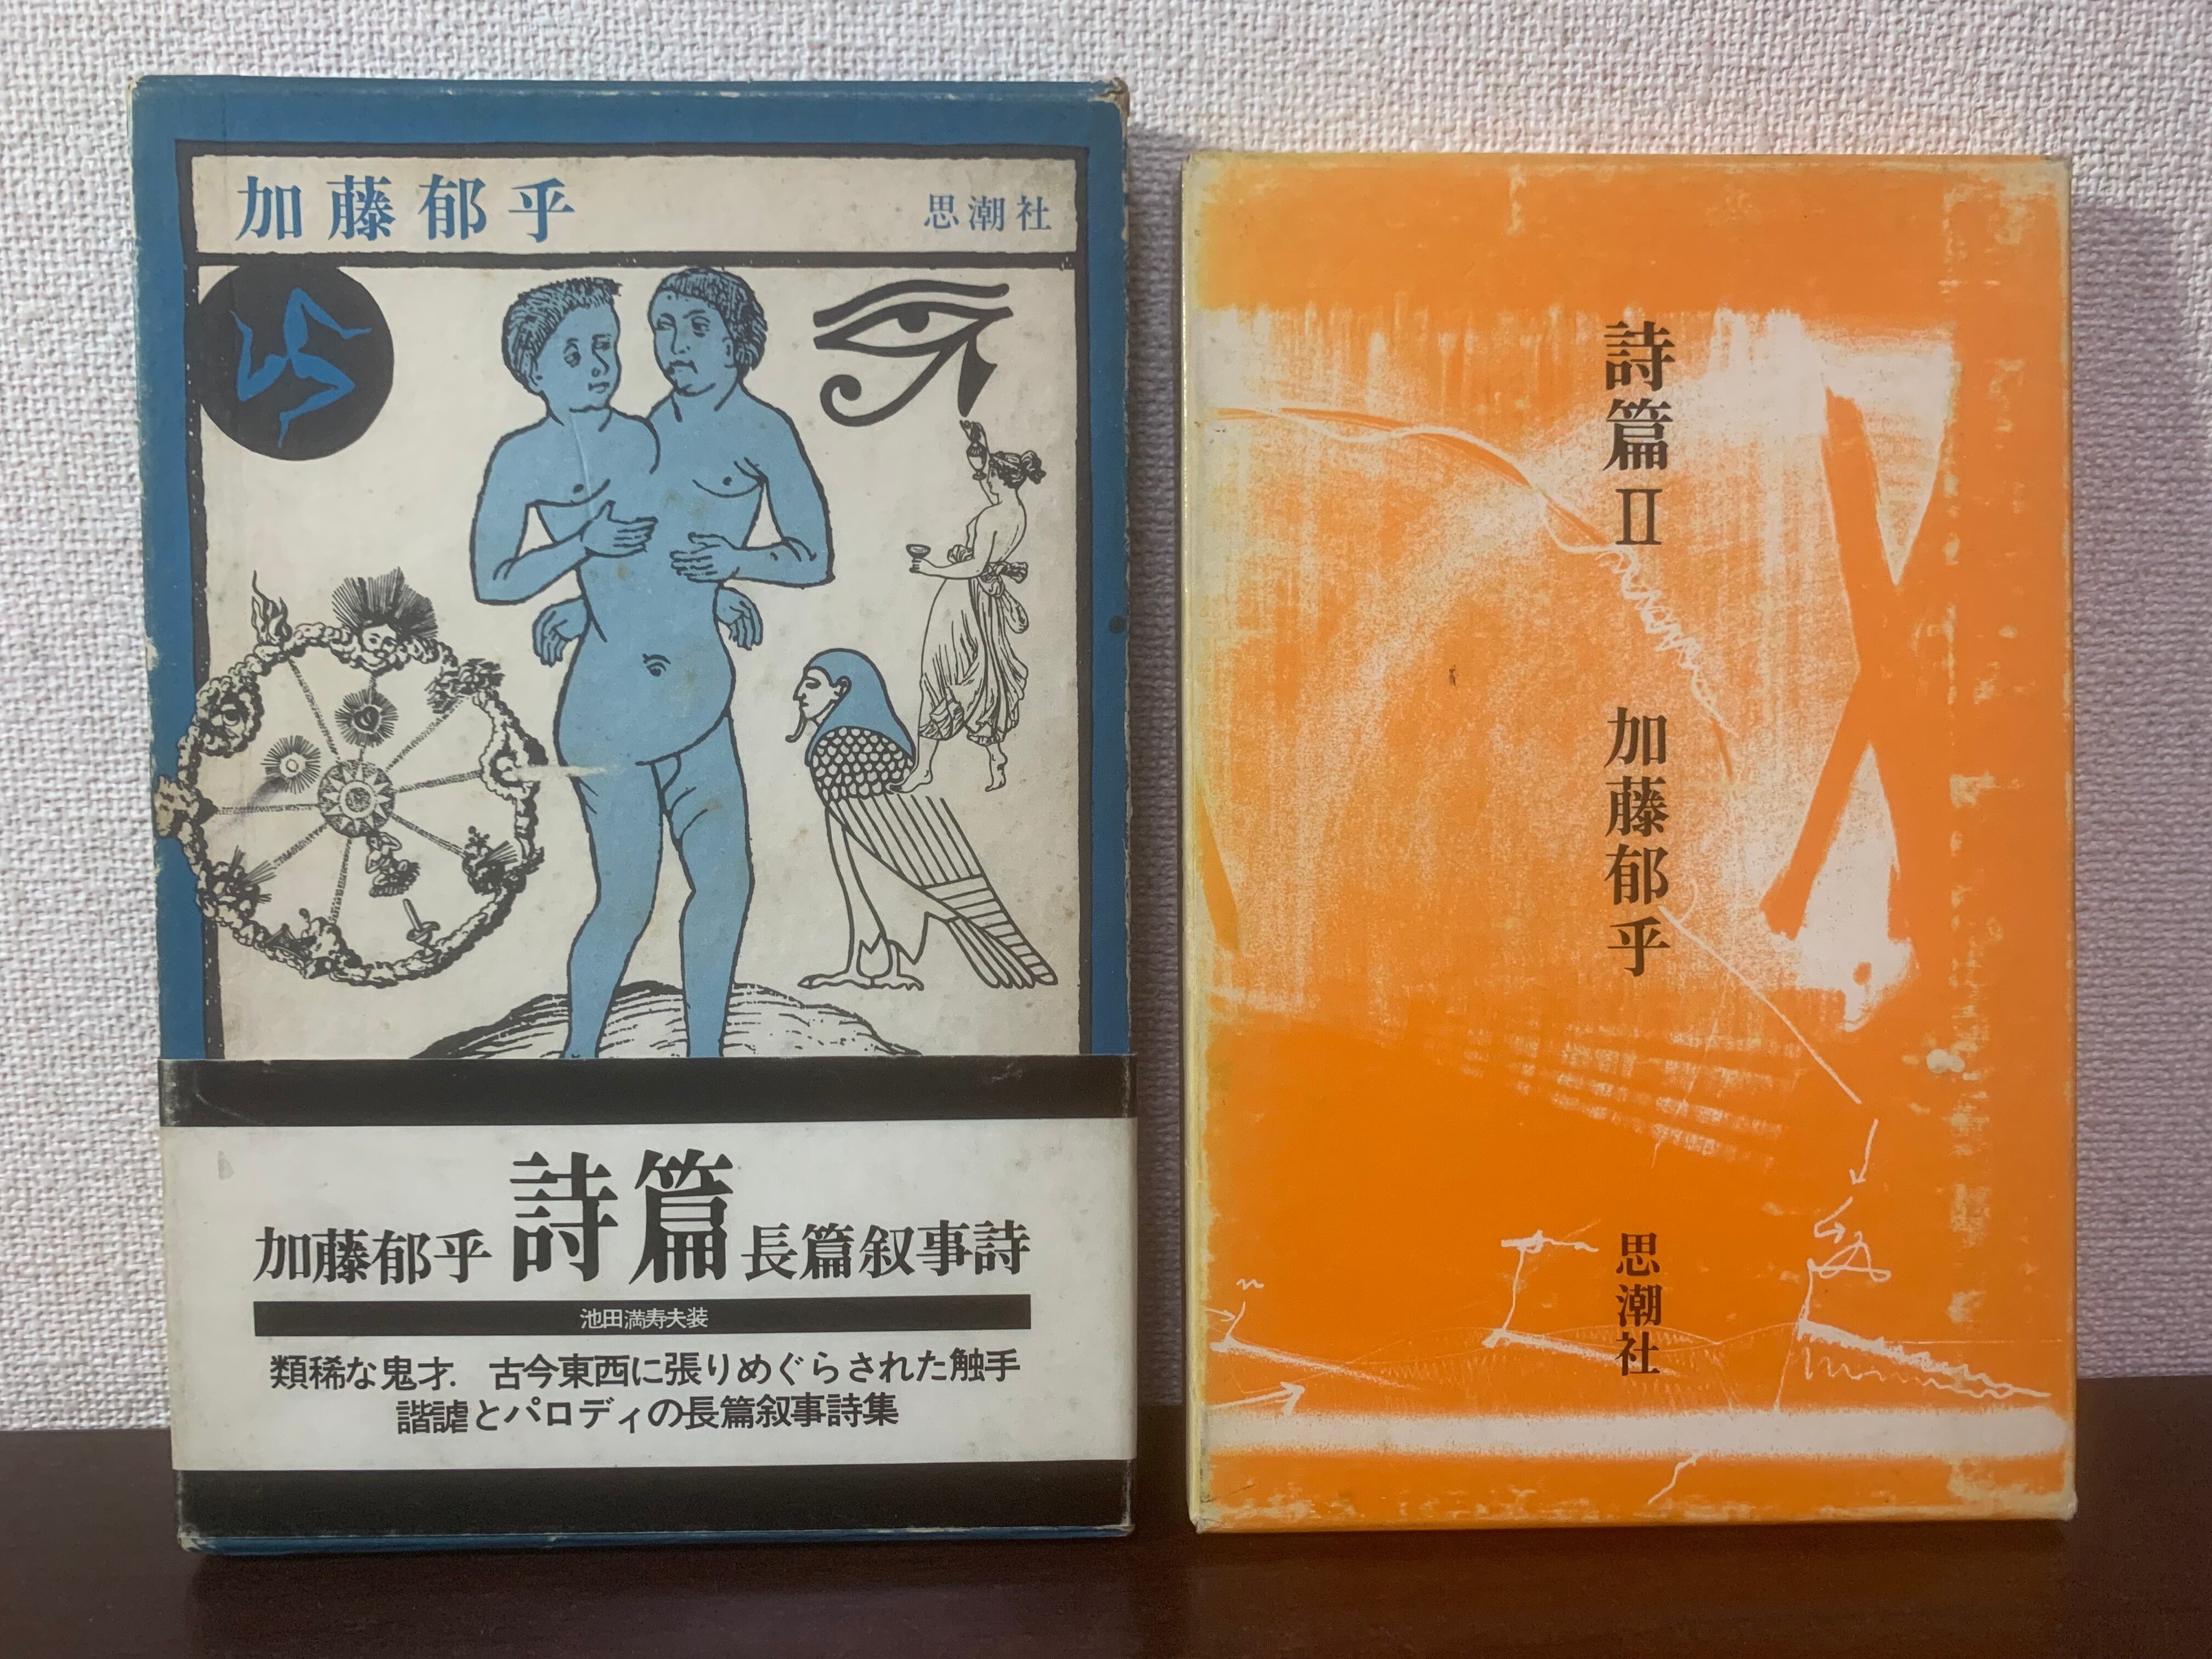 加藤郁乎
思潮社
加藤郁乎 詩篇 長篇叙事詩
池田満寿夫装
類稀な鬼才. 古今東西に張りめぐらされた触手
諧謔とパロディの長篇叙事詩集
詩篇Ⅱ 加藤郁乎
思潮社